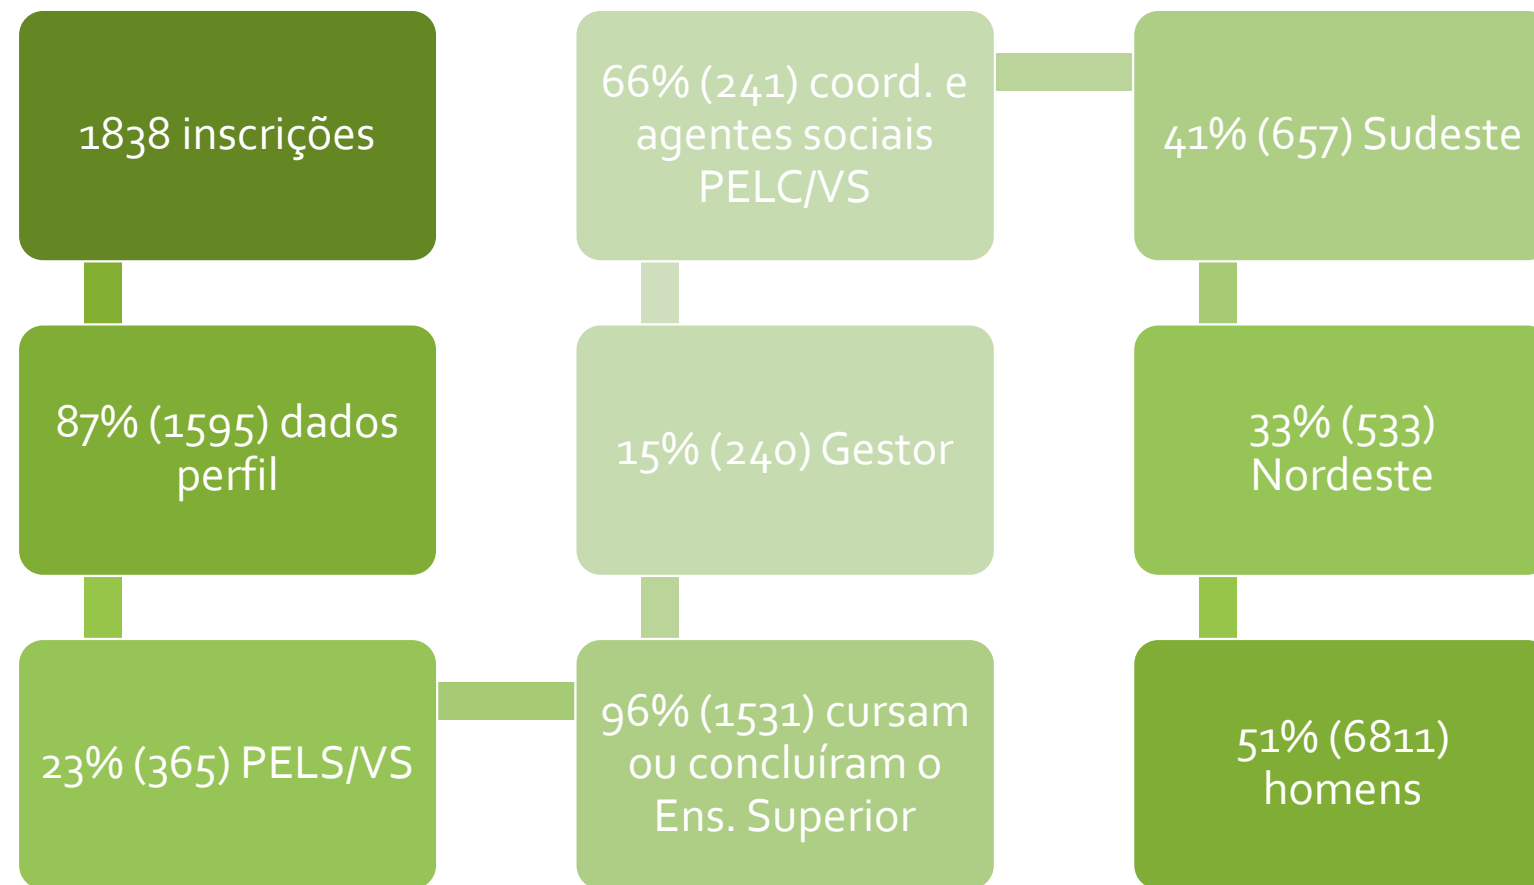 1838 inscrições
87% (1595) dados
perfil
23% (365) PELS/VS
96% (1531) cursam
ou concluíram o
Ens. Superior
15% (240) Gestor
66% (241) coord. e
agentes sociais
PELC/VS
41% (657) Sudeste
33% (533)
Nordeste
51% (6811)
homens